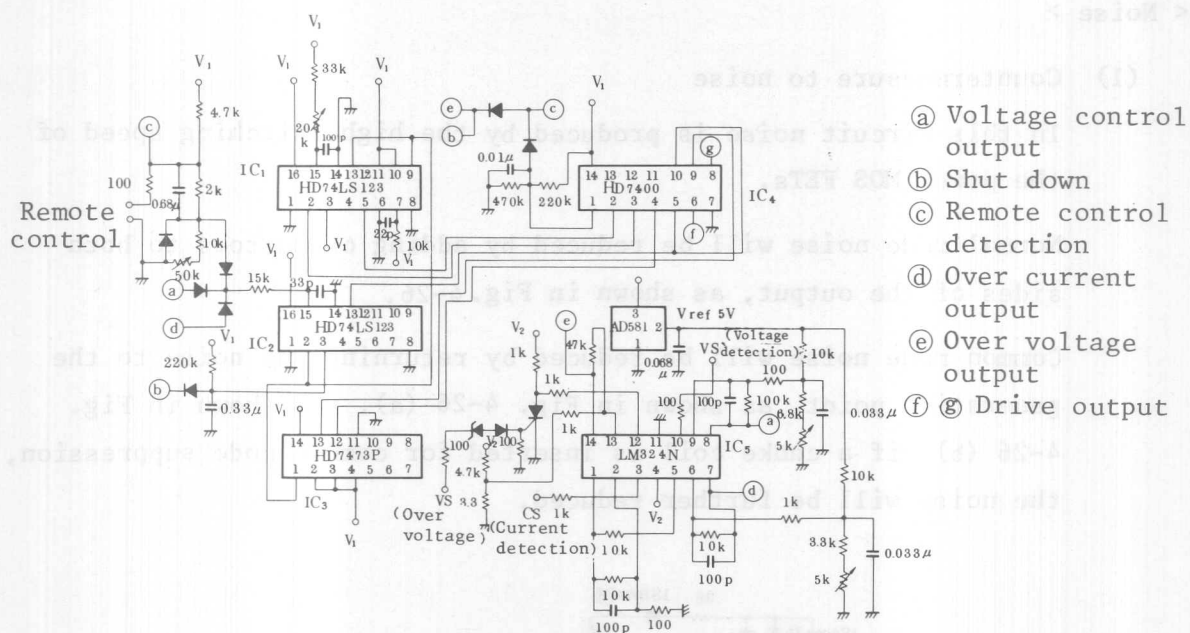 V₁
4.7k
ⓒ
100
0.68μ
2k
Remote control
10k
50k
ⓐ
15k
ⓓ
V₁
220k
ⓑ
0.33μ
V₁
V₁
33k
20k
100p
V₁
ⓑ
IC₁
16 15 14 13 12 11 10 9
HD74LS123
1 2 3 4 5 6 7 8
V₁
V₁
22p
10k
V₁
33p
16 15 14 13 12 11 10 9
HD74LS123
IC₂
1 2 3 4 5 6 7 8
V₁
14 13 12 11 10 9 8
HD7473P
1 2 3 4 5 6 7
IC₃
V₁
ⓔ
ⓒ
0.01μ
470k
220k
V₁
ⓖ
14 13 12 11 10 9 8
HD7400
IC₄
1 2 3 4 5 6 7
ⓕ
3
AD581 2
1
Vref 5V
0.068μ
VS
(Voltage detection)
10k
V₂
1k
ⓔ
47k
1k
1k
100
100p
100
100k
6.8k
5k
0.033μ
ⓐ
100
V₂
100
4.7k
3.3
VS
(Over voltage)
CS
1k
(Current detection)
14 13 12 11 10 9 8
LM324N
IC₅
1 2 3 4 5 6 7
V₂
ⓓ
10k
10k
100p
10k
100p
100
1k
10k
3.3k
5k
0.033μ
ⓐ Voltage control
output
ⓑ Shut down
ⓒ Remote control
detection
ⓓ Over current
output
ⓔ Over voltage
output
ⓕ ⓖ Drive output